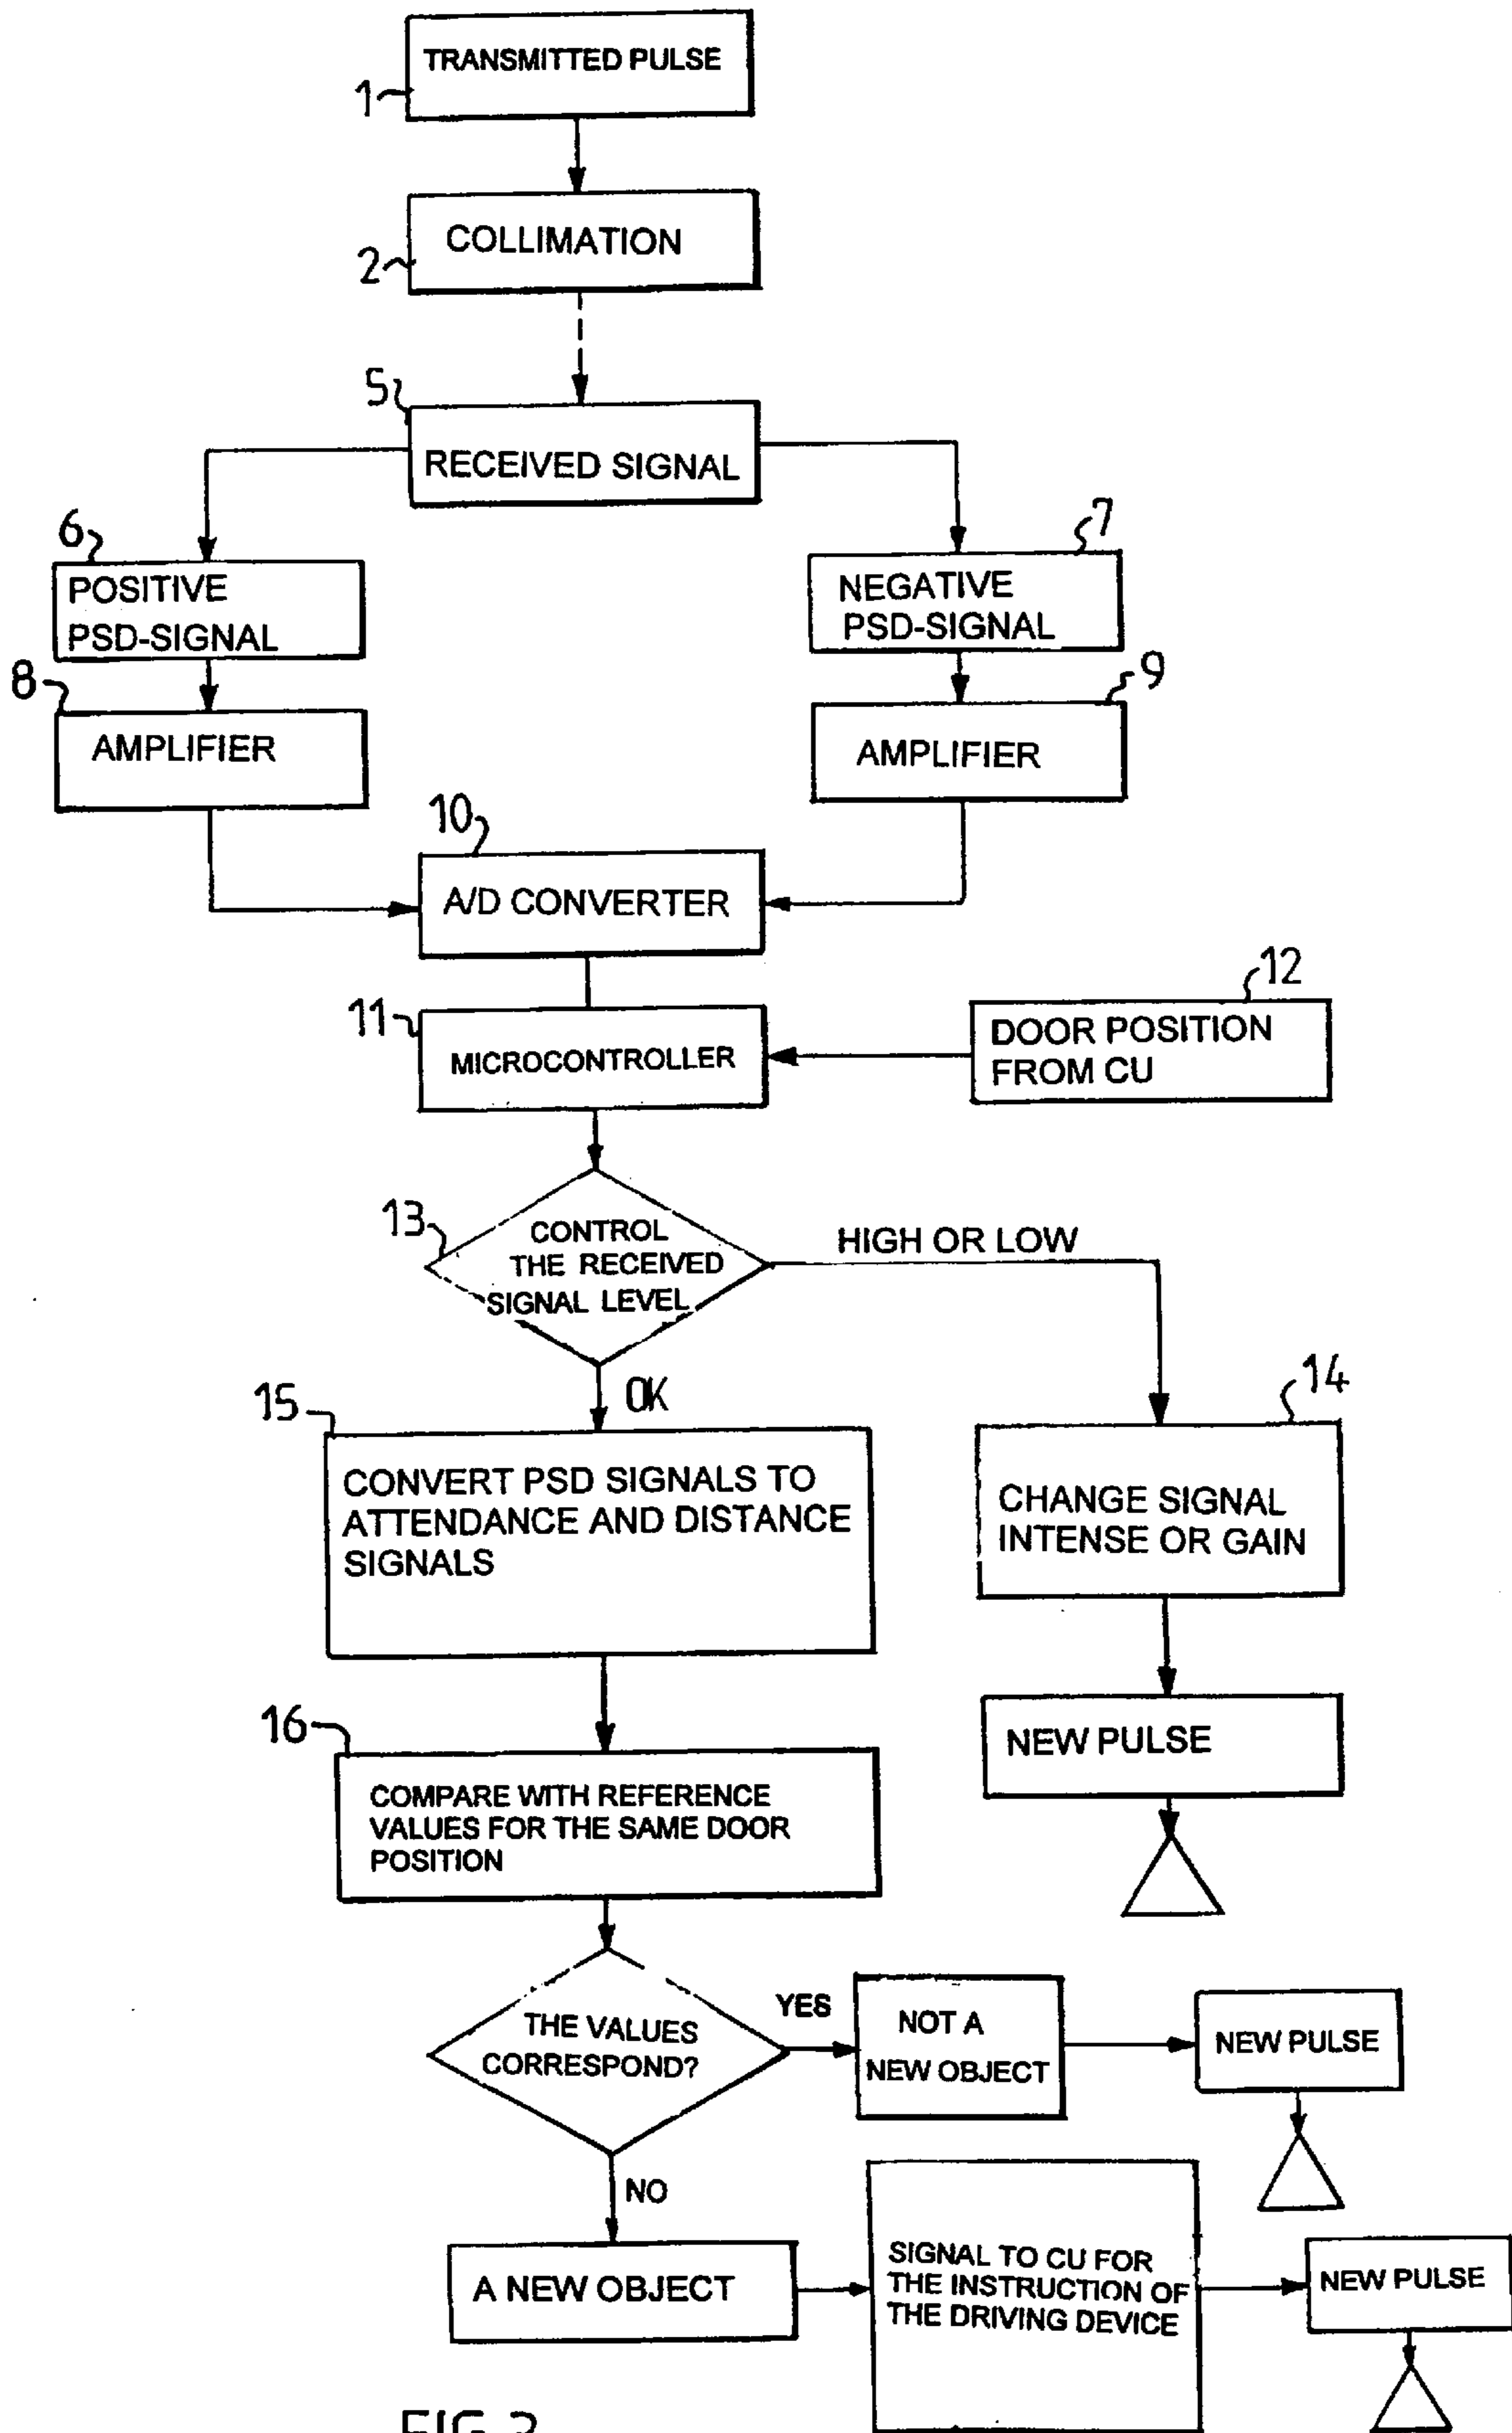 TRANSMITTED PULSE
1
COLLIMATION
2
5
RECEIVED SIGNAL
6
POSITIVE
PSD-SIGNAL
7
NEGATIVE
PSD-SIGNAL
8
AMPLIFIER
9
AMPLIFIER
10
A/D CONVERTER
11
MICROCONTROLLER
12
DOOR POSITION
FROM CU
13
CONTROL
THE RECEIVED
SIGNAL LEVEL
HIGH OR LOW
OK
14
CHANGE SIGNAL
INTENSE OR GAIN
NEW PULSE
15
CONVERT PSD SIGNALS TO
ATTENDANCE AND DISTANCE
SIGNALS
16
COMPARE WITH REFERENCE
VALUES FOR THE SAME DOOR
POSITION
THE VALUES
CORRESPOND?
YES
NOT A
NEW OBJECT
NEW PULSE
NO
A NEW OBJECT
SIGNAL TO CU FOR
THE INSTRUCTION OF
THE DRIVING DEVICE
NEW PULSE